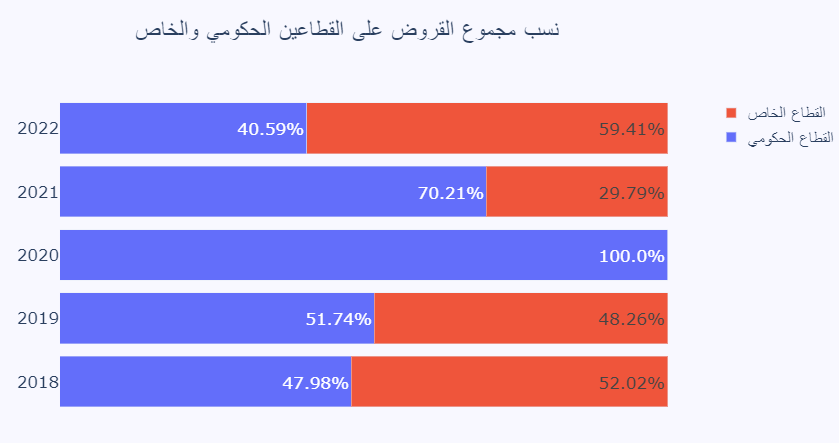 نسب مجموع القروض على القطاعين الحكومي والخاص
القطاع الخاص
القطاع الحكومي
2022 40.59% 59.41%
2021 70.21% 29.79%
2020 100.0%
2019 51.74% 48.26%
2018 47.98% 52.02%